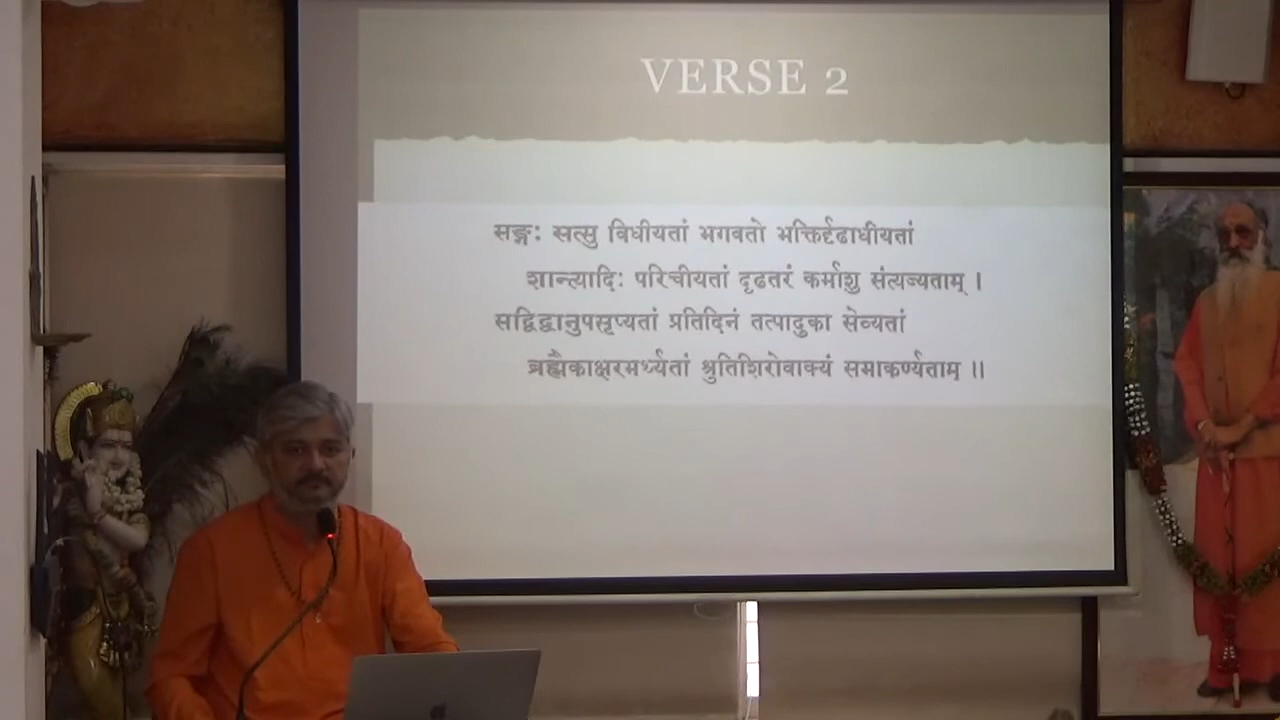 VERSE 2
सङ्गः सत्सु विधीयतां भगवतो भक्तिर्दृढाधीयतां
शान्त्यादिः परिचीयतां दृढतरं कर्माशु संत्यज्यताम् ।
सद्विद्वानुपसृप्यतां प्रतिदिनं तत्पादुका सेव्यतां
ब्रह्मैकाक्षरमर्थ्यतां श्रुतिशिरोवाक्यं समाकर्ण्यताम् ॥